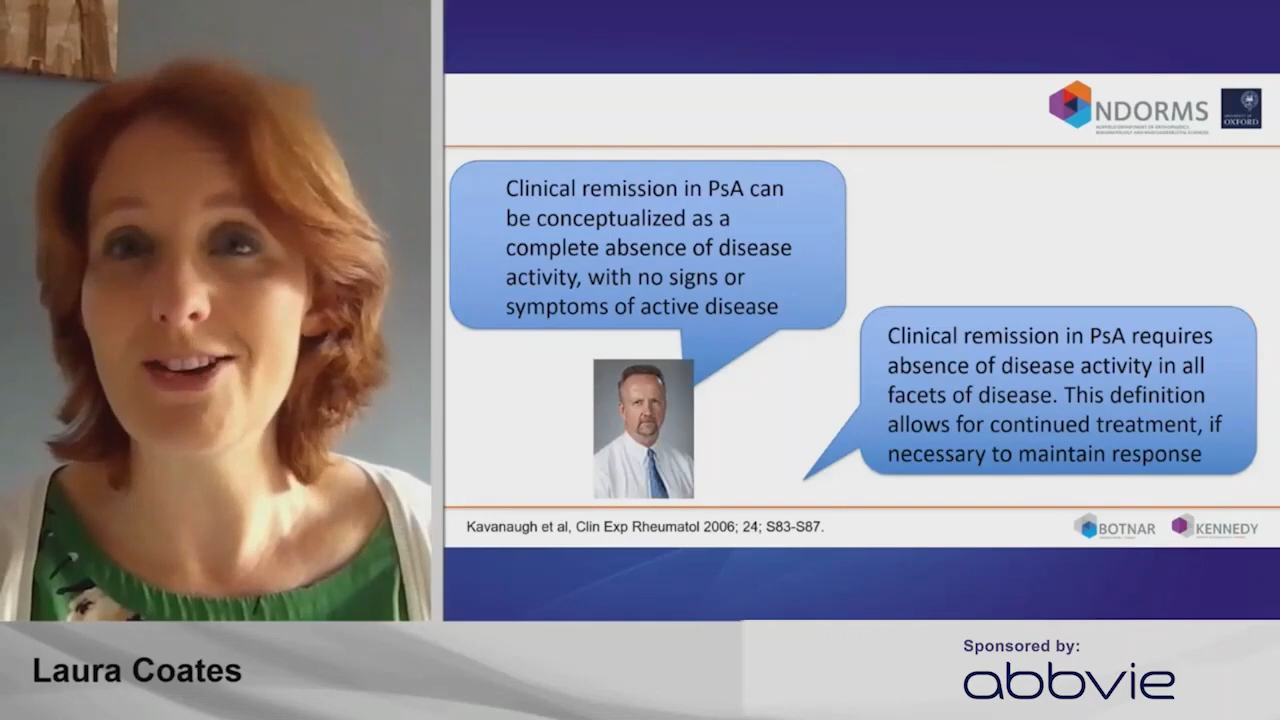 NDORMS
UNIVERSITY OF
OXFORD
Clinical remission in PsA can
be conceptualized as a
complete absence of disease
activity, with no signs or
symptoms of active disease
Clinical remission in PsA requires
absence of disease activity in all
facets of disease. This definition
allows for continued treatment, if
necessary to maintain response
Kavanaugh et al, Clin Exp Rheumatol 2006; 24; S83-S87.
BOTNAR
KENNEDY
Laura Coates
Sponsored by:
abbvie